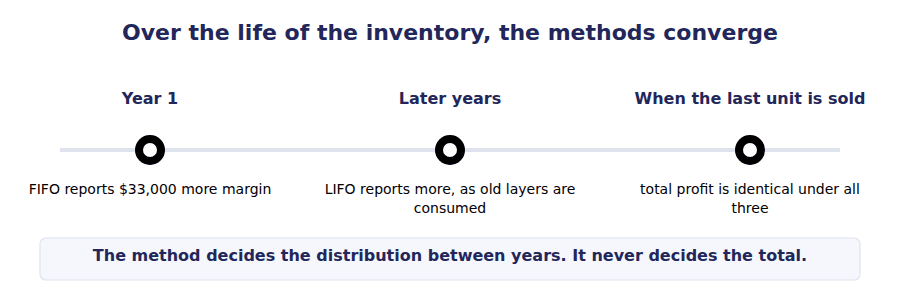 Over the life of the inventory, the methods converge
Year 1
Later years
When the last unit is sold
FIFO reports $33,000 more margin
LIFO reports more, as old layers are
consumed
total profit is identical under all
three
The method decides the distribution between years. It never decides the total.